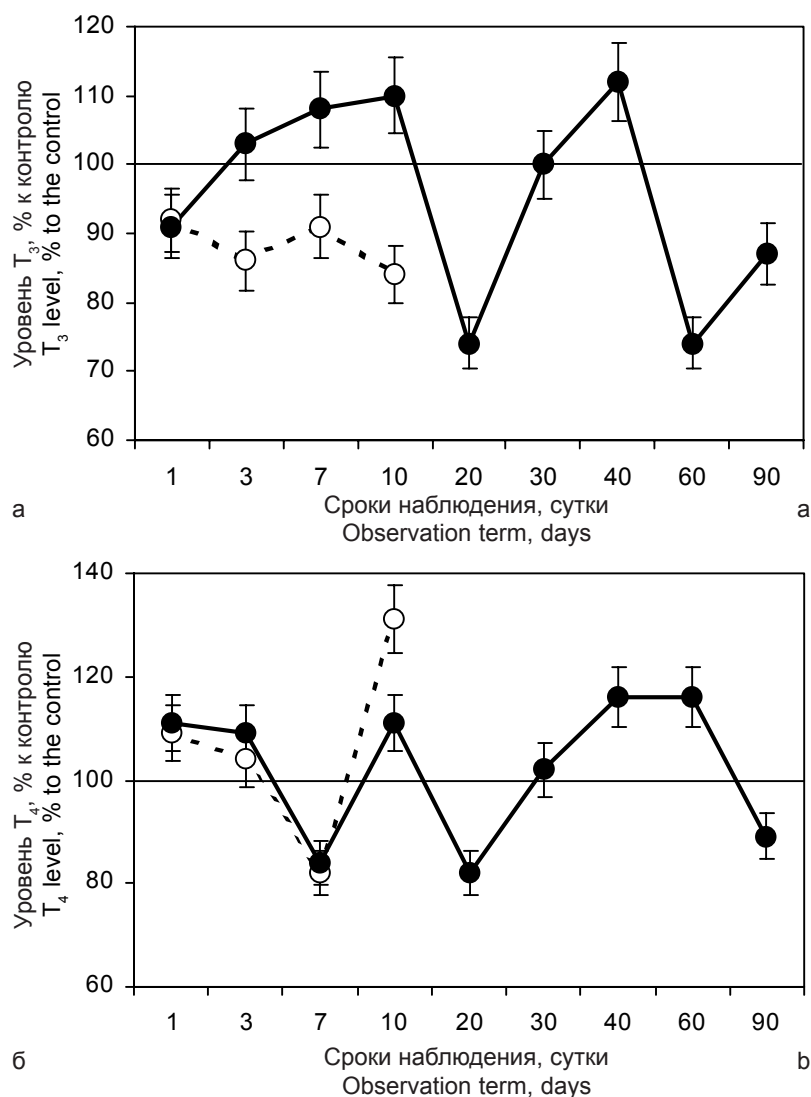 Уровень T3, % к контролю
T3 level, % to the control
120
110
100
90
80
70
60
1 3 7 10 20 30 40 60 90
а Сроки наблюдения, сутки a
Observation term, days
Уровень T4, % к контролю
T4 level, % to the control
140
120
100
80
60
1 3 7 10 20 30 40 60 90
б Сроки наблюдения, сутки b
Observation term, days